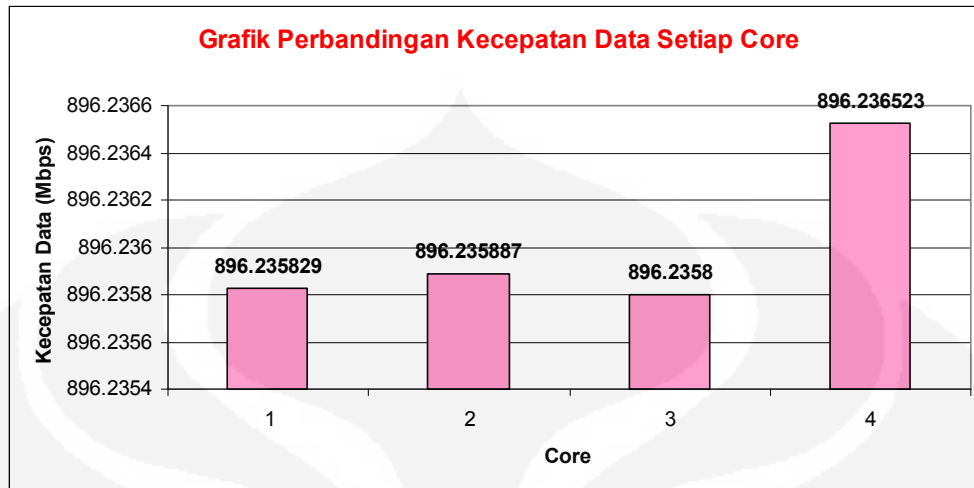 Grafik Perbandingan Kecepatan Data Setiap Core
Kecepatan Data (Mbps)
896.2366
896.2364
896.2362
896.236
896.2358
896.2356
896.2354
896.235829
896.235887
896.2358
896.236523
1 2 3 4
Core